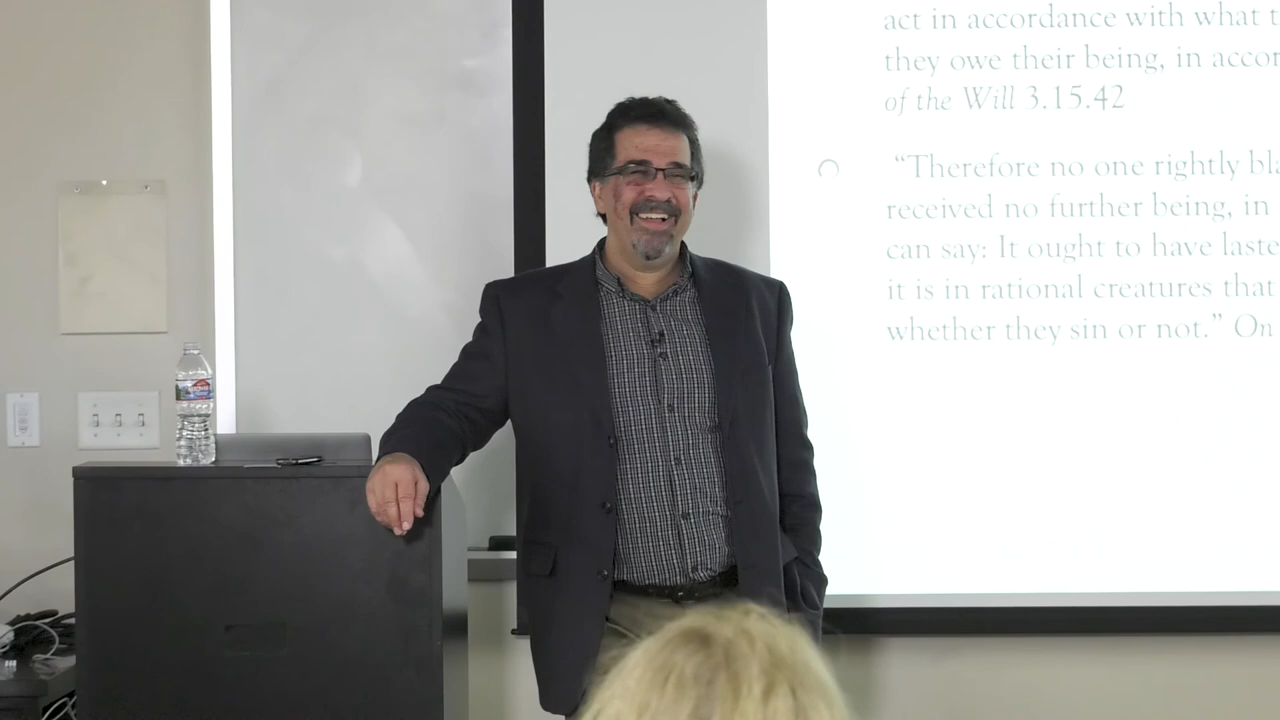 act in accordance with what t
they owe their being, in accor
of the Will 3.15.42
“Therefore no one rightly bla
received no further being, in
can say: It ought to have laste
it is in rational creatures that
whether they sin or not.” On